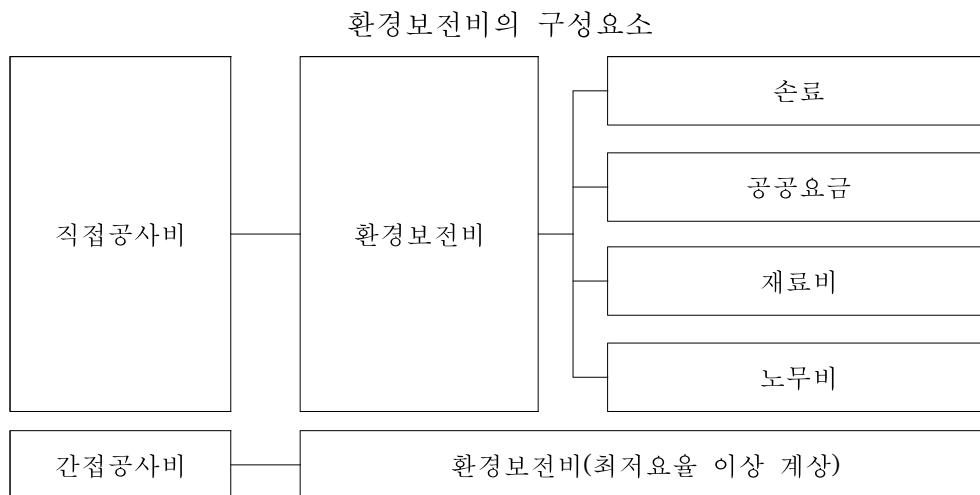 환경보전비의 구성요소
직접공사비
환경보전비
손료
공공요금
재료비
노무비
간접공사비
환경보전비(최저요율 이상 계상)